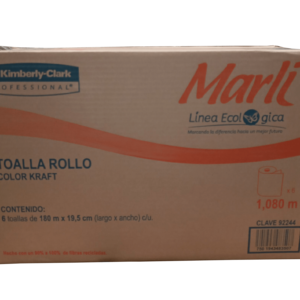 Kimberly-Clark
PROFESSIONAL*
Marli
Línea Ecológica
TOALLA ROLLO
COLOR KRAFT
CONTENIDO:
6 bobinas de 180 m x 19,5 cm (largo x ancho) c/u.
1,080 m
CLAVE 92244